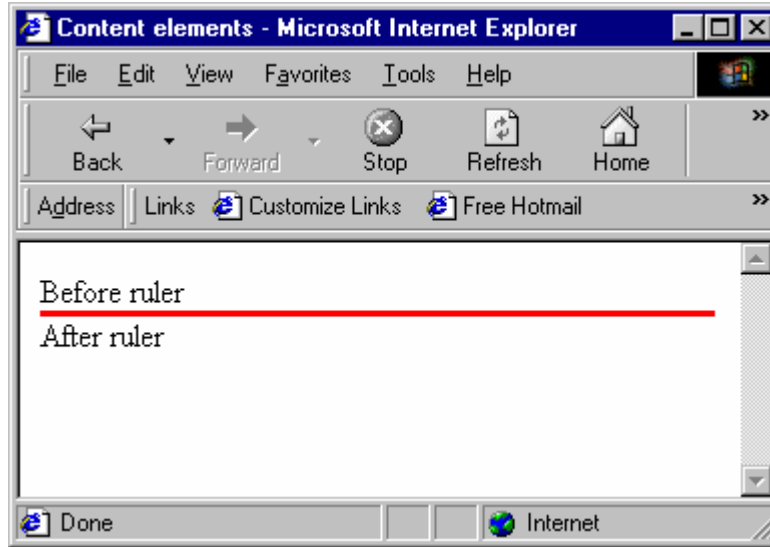 Content elements - Microsoft Internet Explorer
File Edit View Favorites Tools Help
Back Forward Stop Refresh Home »
Address Links Customize Links Free Hotmail »
Before ruler
After ruler
Done Internet